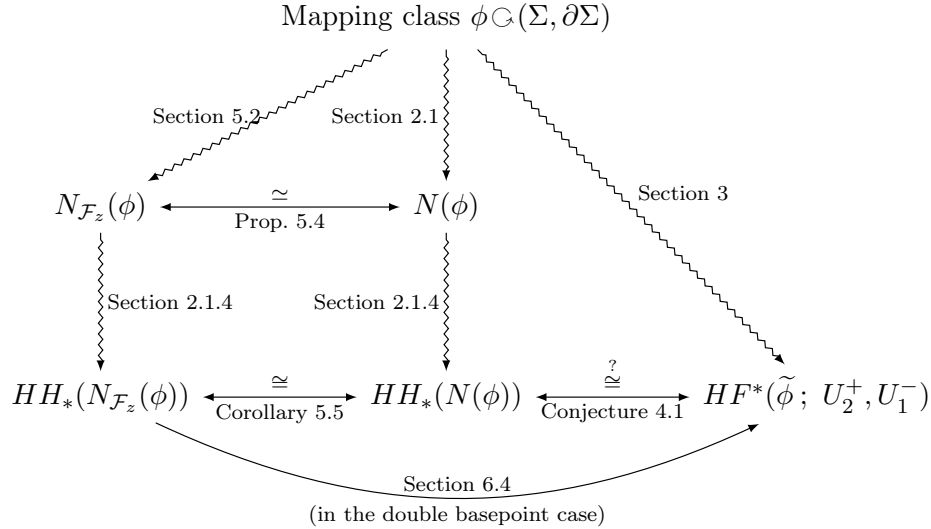 Mapping class ϕ↻(Σ, ∂Σ)
Section 5.2
Section 2.1
Section 3
N_{ℱ_z}(ϕ)
≃
Prop. 5.4
N(ϕ)
Section 2.1.4
Section 2.1.4
HH_*(N_{ℱ_z}(ϕ))
≅
Corollary 5.5
HH_*(N(ϕ))
?
≅
Conjecture 4.1
HF^*(ϕ̃ ; U_2^+, U_1^-)
Section 6.4
(in the double basepoint case)